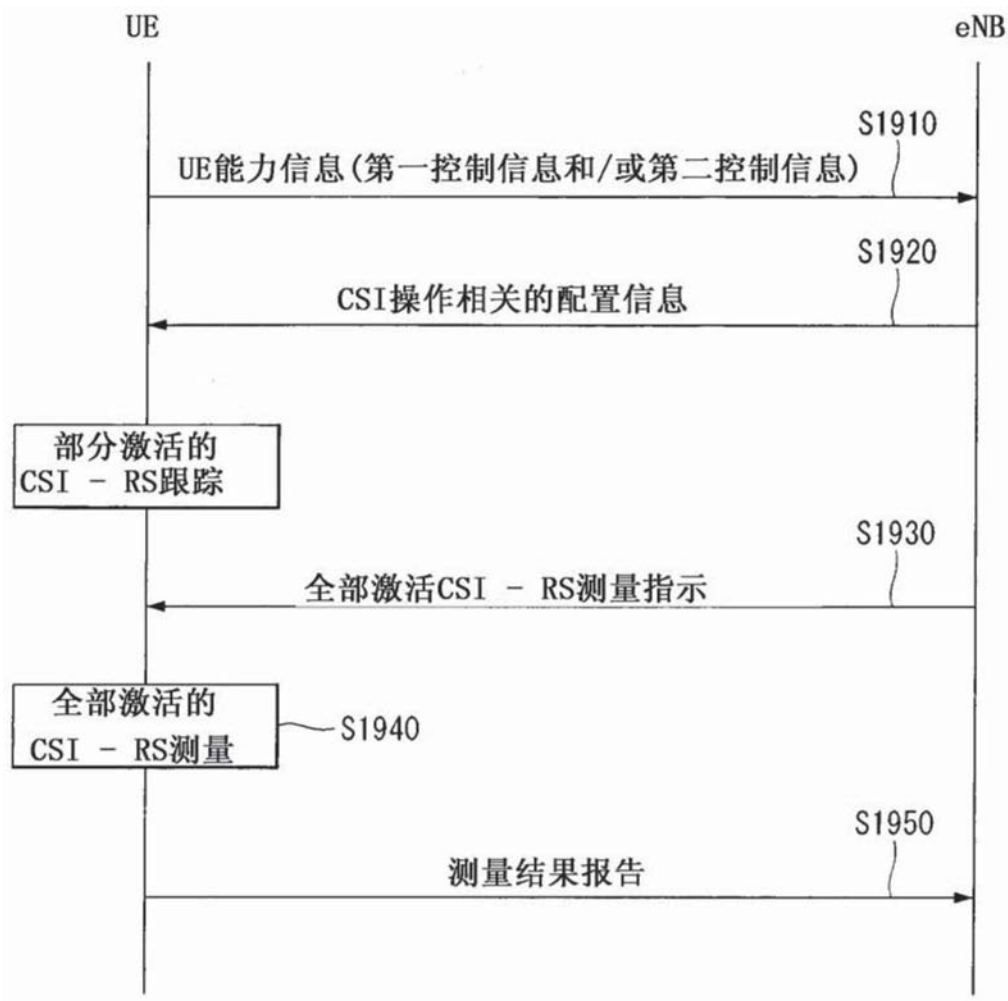 UE
eNB
S1910
UE能力信息(第一控制信息和/或第二控制信息)
S1920
CSI操作相关的配置信息
部分激活的
CSI - RS跟踪
S1930
全部激活CSI - RS测量指示
全部激活的
CSI - RS测量
S1940
S1950
测量结果报告